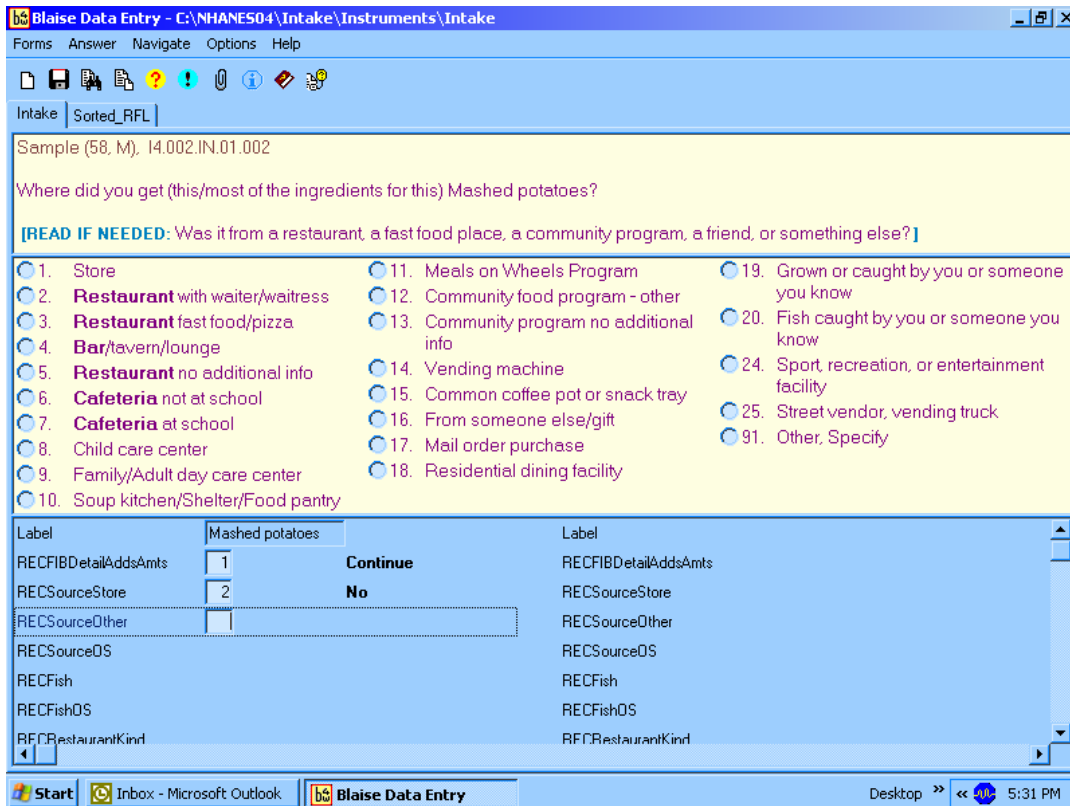 Blaise Data Entry - C:\NHANES04\Intake\Instruments\Intake
Forms Answer Navigate Options Help
Intake Sorted_RFL
Sample (58, M), I4.002.IN.01.002
Where did you get (this/most of the ingredients for this) Mashed potatoes?
[READ IF NEEDED: Was it from a restaurant, a fast food place, a community program, a friend, or something else?]
1. Store
2. Restaurant with waiter/waitress
3. Restaurant fast food/pizza
4. Bar/tavern/lounge
5. Restaurant no additional info
6. Cafeteria not at school
7. Cafeteria at school
8. Child care center
9. Family/Adult day care center
10. Soup kitchen/Shelter/Food pantry
11. Meals on Wheels Program
12. Community food program - other
13. Community program no additional
info
14. Vending machine
15. Common coffee pot or snack tray
16. From someone else/gift
17. Mail order purchase
18. Residential dining facility
19. Grown or caught by you or someone
you know
20. Fish caught by you or someone you
know
24. Sport, recreation, or entertainment
facility
25. Street vendor, vending truck
91. Other, Specify
Label Mashed potatoes Label
RECFIBDetailAddsAmts 1 Continue RECFIBDetailAddsAmts
RECSourceStore 2 No RECSourceStore
RECSourceOther RECSourceOther
RECSourceOS RECSourceOS
RECFish RECFish
RECFishOS RECFishOS
RECRestaurantKind RECRestaurantKind
Start Inbox - Microsoft Outlook Blaise Data Entry Desktop » « 5:31 PM